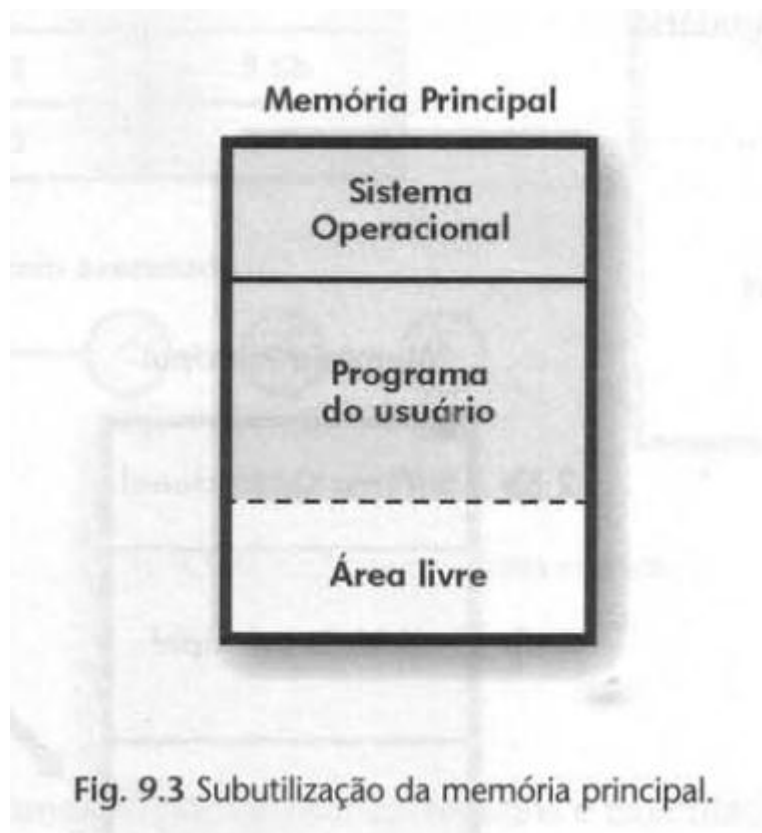 Memória Principal
Sistema
Operacional
Programa
do usuário
Área livre
Fig. 9.3 Subutilização da memória principal.